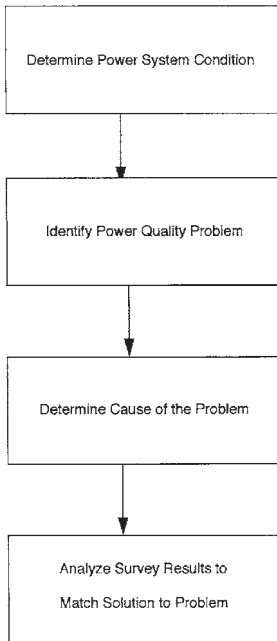 Determine Power System Condition
Identify Power Quality Problem
Determine Cause of the Problem
Analyze Survey Results to
Match Solution to Problem